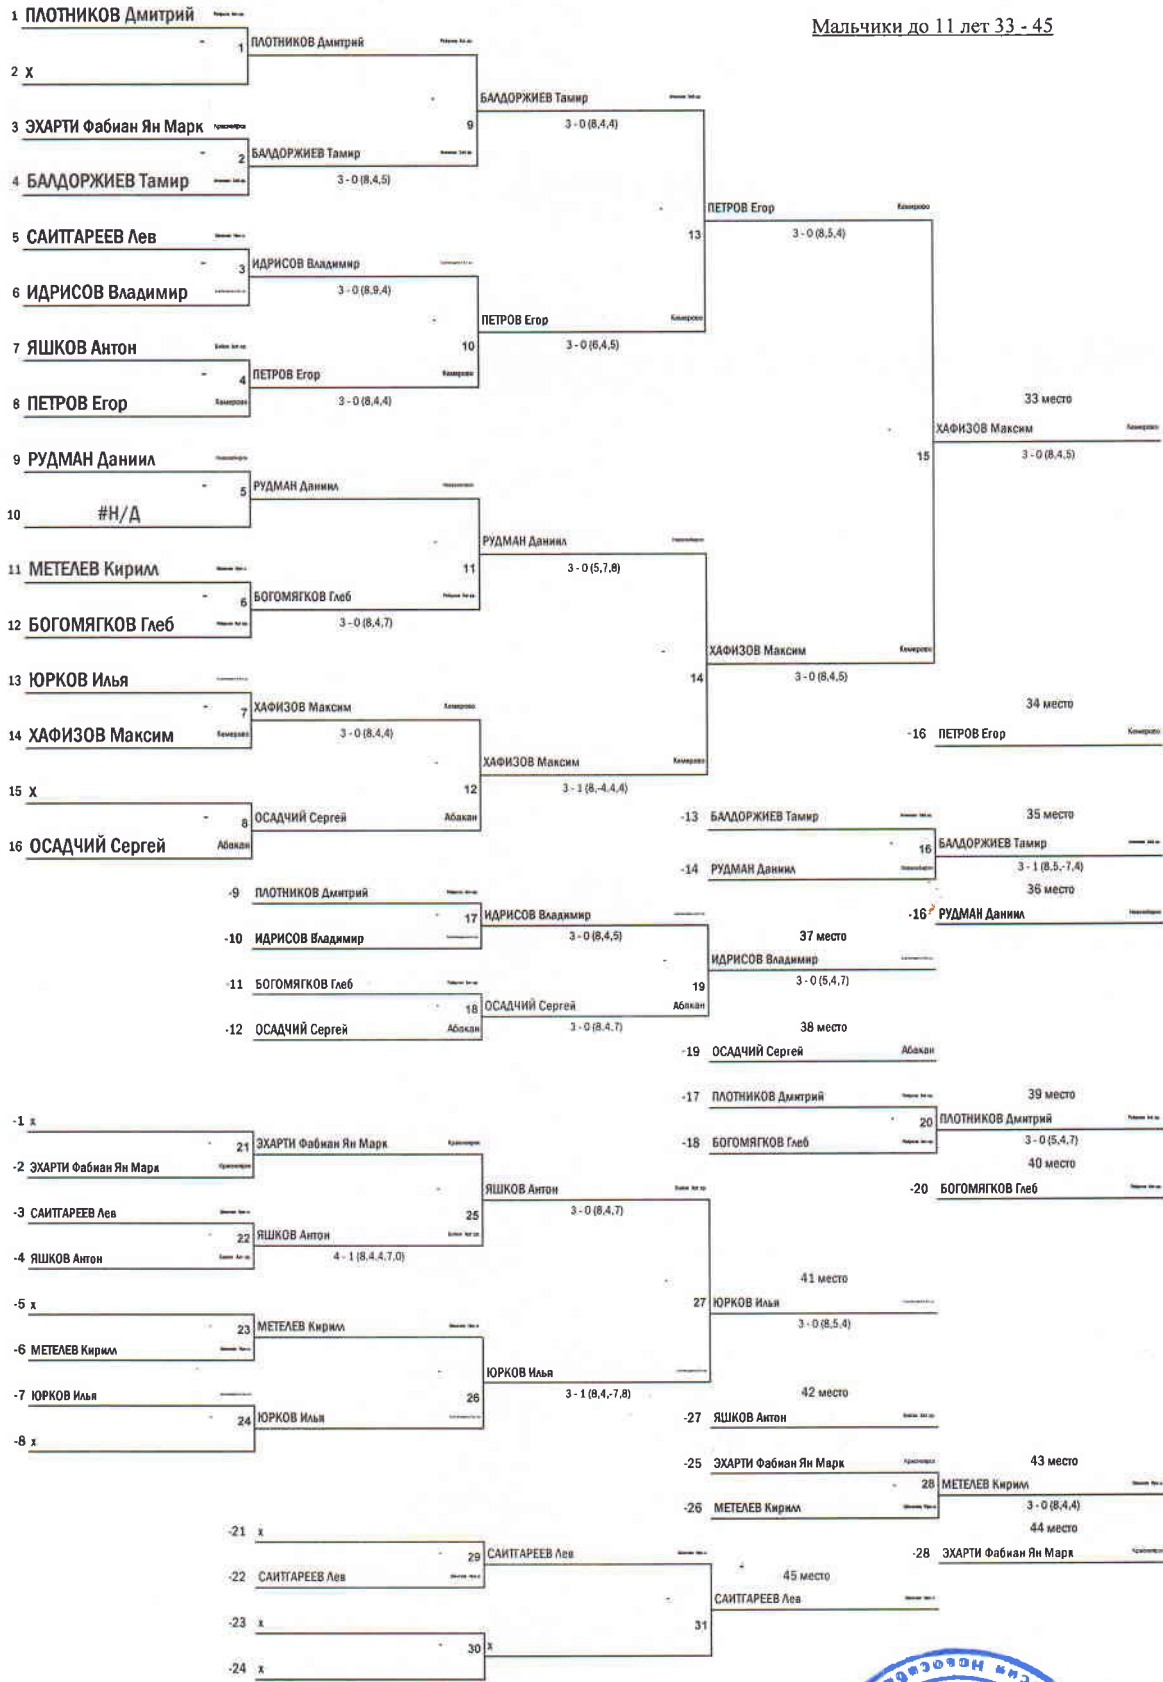 Мальчики до 11 лет 33 - 45
1 ПЛОТНИКОВ Дмитрий
1 ПЛОТНИКОВ Дмитрий
2 X
БАЛДОРЖИЕВ Тамир
9 3 - 0 (8,4,4)
3 ЭХАРТИ Фабиан Ян Марк Красноярск
2 БАЛДОРЖИЕВ Тамир
4 БАЛДОРЖИЕВ Тамир 3 - 0 (8,4,5)
ПЕТРОВ Егор Кемерово
13 3 - 0 (8,5,4)
5 САИТГАРЕЕВ Лев
3 ИДРИСОВ Владимир
6 ИДРИСОВ Владимир 3 - 0 (8,9,4)
ПЕТРОВ Егор Кемерово
10 3 - 0 (6,4,5)
7 ЯШКОВ Антон
4 ПЕТРОВ Егор Кемерово
8 ПЕТРОВ Егор Кемерово 3 - 0 (8,4,4)
33 место
ХАФИЗОВ Максим Кемерово
15 3 - 0 (8,4,5)
9 РУДМАН Даниил
5 РУДМАН Даниил
10 #Н/Д
РУДМАН Даниил
11 3 - 0 (5,7,8)
11 МЕТЕЛЕВ Кирилл
6 БОГОМЯГКОВ Глеб
12 БОГОМЯГКОВ Глеб 3 - 0 (8,4,7)
ХАФИЗОВ Максим Кемерово
14 3 - 0 (8,4,5)
13 ЮРКОВ Илья
7 ХАФИЗОВ Максим Кемерово
14 ХАФИЗОВ Максим Кемерово 3 - 0 (8,4,4)
34 место
-16 ПЕТРОВ Егор Кемерово
ХАФИЗОВ Максим Кемерово
12 3 - 1 (8,-4,4,4)
15 X
8 ОСАДЧИЙ Сергей Абакан
16 ОСАДЧИЙ Сергей Абакан
-13 БАЛДОРЖИЕВ Тамир 35 место
16 БАЛДОРЖИЕВ Тамир
-14 РУДМАН Даниил 3 - 1 (8,5,-7,4)
36 место
-16 РУДМАН Даниил
-9 ПЛОТНИКОВ Дмитрий
17 ИДРИСОВ Владимир
-10 ИДРИСОВ Владимир 3 - 0 (8,4,5)
37 место
ИДРИСОВ Владимир
19 3 - 0 (5,4,7)
-11 БОГОМЯГКОВ Глеб
18 ОСАДЧИЙ Сергей Абакан
-12 ОСАДЧИЙ Сергей Абакан 3 - 0 (8,4,7)
38 место
-19 ОСАДЧИЙ Сергей Абакан
-17 ПЛОТНИКОВ Дмитрий 39 место
20 ПЛОТНИКОВ Дмитрий
-18 БОГОМЯГКОВ Глеб 3 - 0 (5,4,7)
40 место
-20 БОГОМЯГКОВ Глеб
-1 х
21 ЭХАРТИ Фабиан Ян Марк Красноярск
-2 ЭХАРТИ Фабиан Ян Марк Красноярск
ЯШКОВ Антон
25 3 - 0 (8,4,7)
-3 САИТГАРЕЕВ Лев
22 ЯШКОВ Антон
-4 ЯШКОВ Антон 4 - 1 (8,4,4,7,0)
41 место
27 ЮРКОВ Илья
3 - 0 (8,5,4)
-5 х
23 МЕТЕЛЕВ Кирилл
-6 МЕТЕЛЕВ Кирилл
ЮРКОВ Илья
26 3 - 1 (8,4,-7,8)
-7 ЮРКОВ Илья
24 ЮРКОВ Илья
-8 х
42 место
-27 ЯШКОВ Антон
-25 ЭХАРТИ Фабиан Ян Марк Красноярск 43 место
28 МЕТЕЛЕВ Кирилл
-26 МЕТЕЛЕВ Кирилл 3 - 0 (8,4,4)
44 место
-28 ЭХАРТИ Фабиан Ян Марк Красноярск
-21 х
29 САИТГАРЕЕВ Лев
-22 САИТГАРЕЕВ Лев
45 место
САИТГАРЕЕВ Лев
31
-23 х
30 х
-24 х